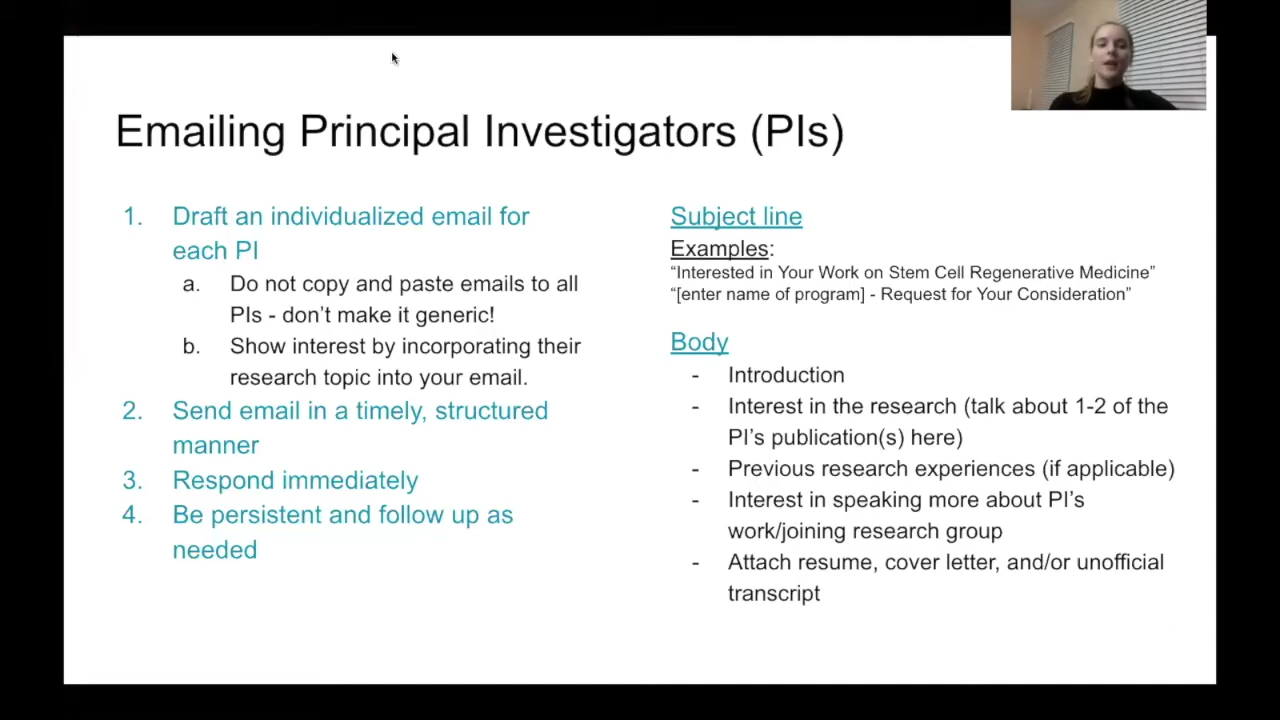 Emailing Principal Investigators (PIs)
1. Draft an individualized email for
each PI
a. Do not copy and paste emails to all
PIs - don't make it generic!
b. Show interest by incorporating their
research topic into your email.
2. Send email in a timely, structured
manner
3. Respond immediately
4. Be persistent and follow up as
needed
Subject line
Examples:
“Interested in Your Work on Stem Cell Regenerative Medicine”
“[enter name of program] - Request for Your Consideration”
Body
- Introduction
- Interest in the research (talk about 1-2 of the
PI's publication(s) here)
- Previous research experiences (if applicable)
- Interest in speaking more about PI's
work/joining research group
- Attach resume, cover letter, and/or unofficial
transcript